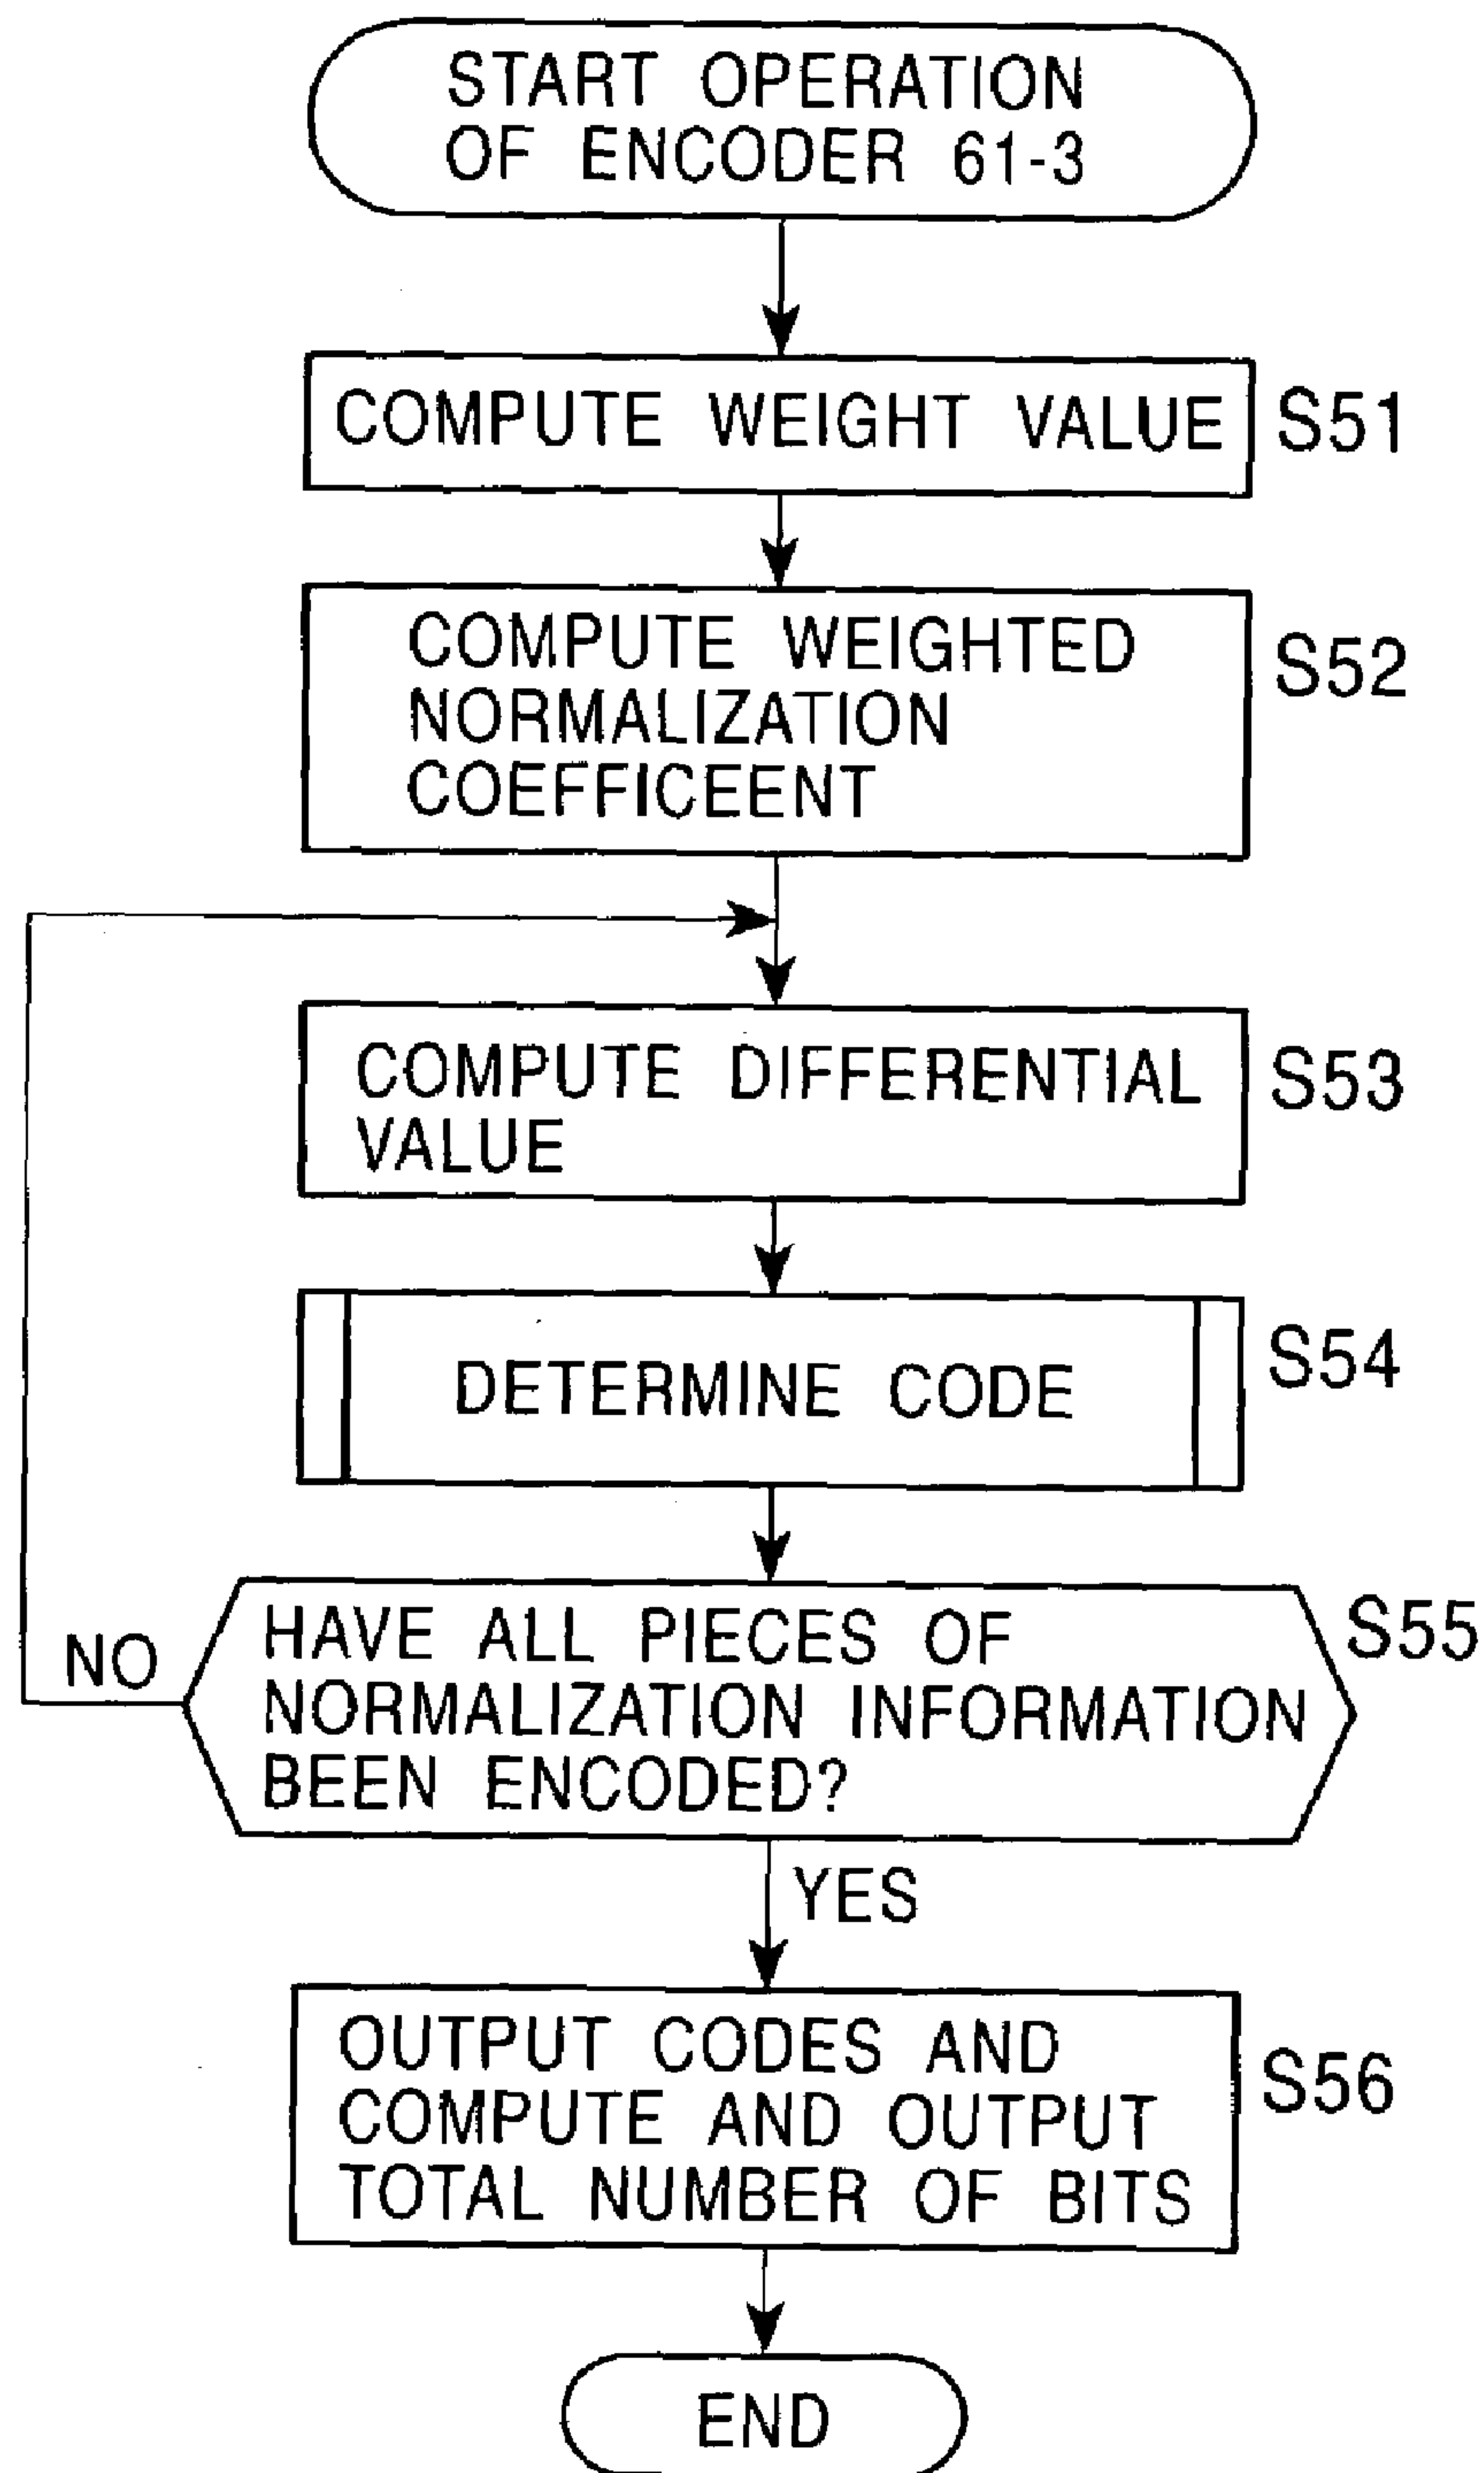 START OPERATION
OF ENCODER 61-3
COMPUTE WEIGHT VALUE
S51
COMPUTE WEIGHTED
NORMALIZATION
COEFFICEENT
S52
COMPUTE DIFFERENTIAL
VALUE
S53
DETERMINE CODE
S54
HAVE ALL PIECES OF
NORMALIZATION INFORMATION
BEEN ENCODED?
S55
NO
YES
OUTPUT CODES AND
COMPUTE AND OUTPUT
TOTAL NUMBER OF BITS
S56
END